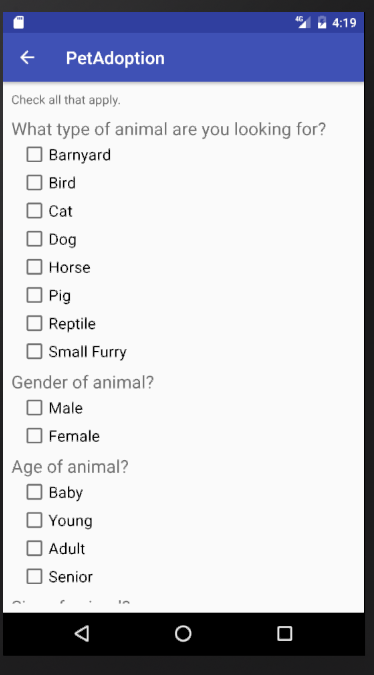 4G 4:19
PetAdoption
Check all that apply.
What type of animal are you looking for?
Barnyard
Bird
Cat
Dog
Horse
Pig
Reptile
Small Furry
Gender of animal?
Male
Female
Age of animal?
Baby
Young
Adult
Senior